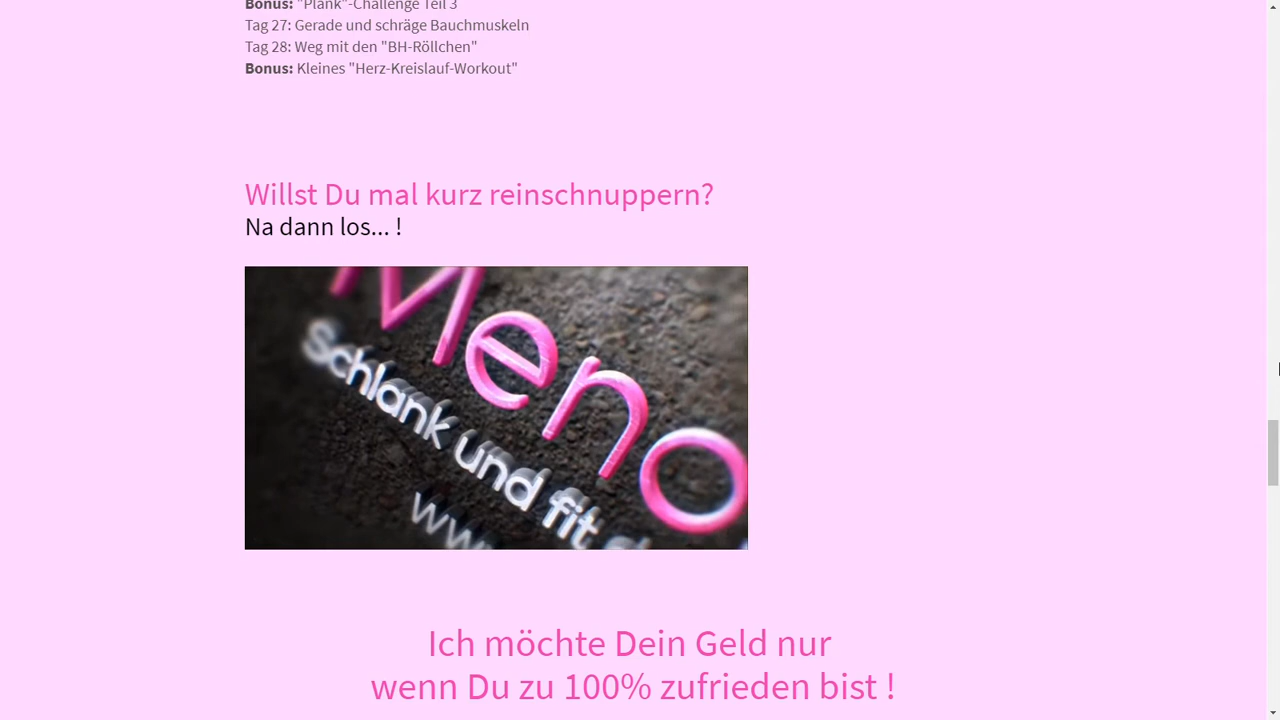 Bonus: "Plank"-Challenge Teil 3
Tag 27: Gerade und schräge Bauchmuskeln
Tag 28: Weg mit den "BH-Röllchen"
Bonus: Kleines "Herz-Kreislauf-Workout"
Willst Du mal kurz reinschnuppern?
Na dann los... !
Meno
Schlank und fit
www
Ich möchte Dein Geld nur
wenn Du zu 100% zufrieden bist !